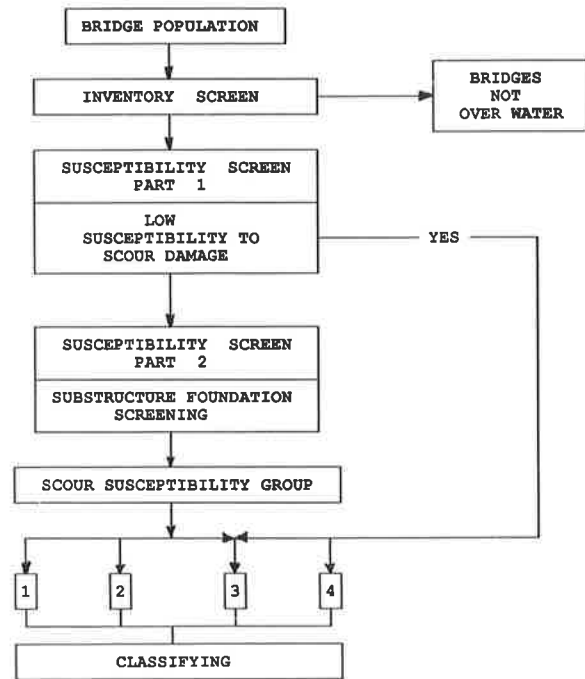 BRIDGE POPULATION
INVENTORY SCREEN
BRIDGES
NOT
OVER WATER
SUSCEPTIBILITY SCREEN
PART 1
LOW
SUSCEPTIBILITY TO
SCOUR DAMAGE
YES
SUSCEPTIBILITY SCREEN
PART 2
SUBSTRUCTURE FOUNDATION
SCREENING
SCOUR SUSCEPTIBILITY GROUP
1 2 3 4
CLASSIFYING